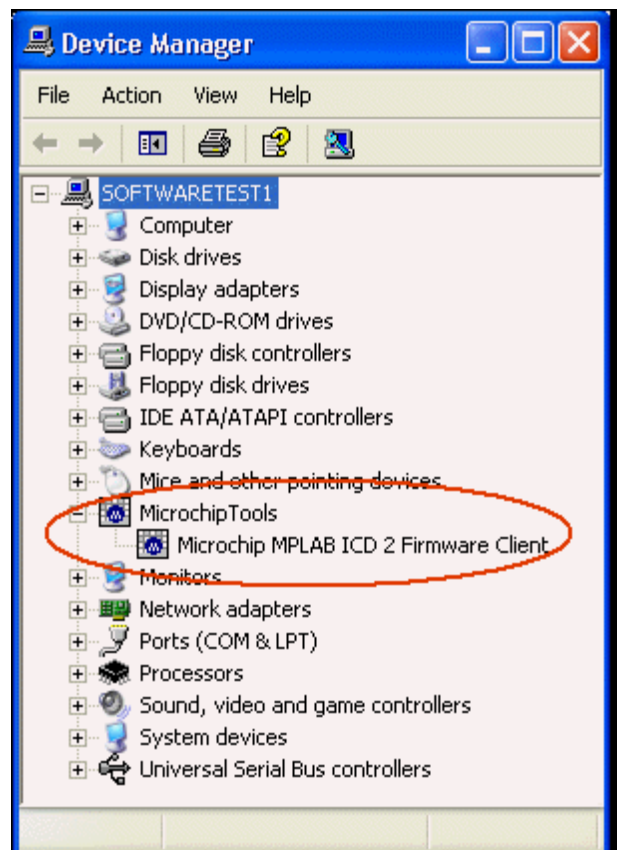 Device Manager
File Action View Help
SOFTWARETEST1
Computer
Disk drives
Display adapters
DVD/CD-ROM drives
Floppy disk controllers
Floppy disk drives
IDE ATA/ATAPI controllers
Keyboards
Mice and other pointing devices
MicrochipTools
Microchip MPLAB ICD 2 Firmware Client
Monitors
Network adapters
Ports (COM & LPT)
Processors
Sound, video and game controllers
System devices
Universal Serial Bus controllers